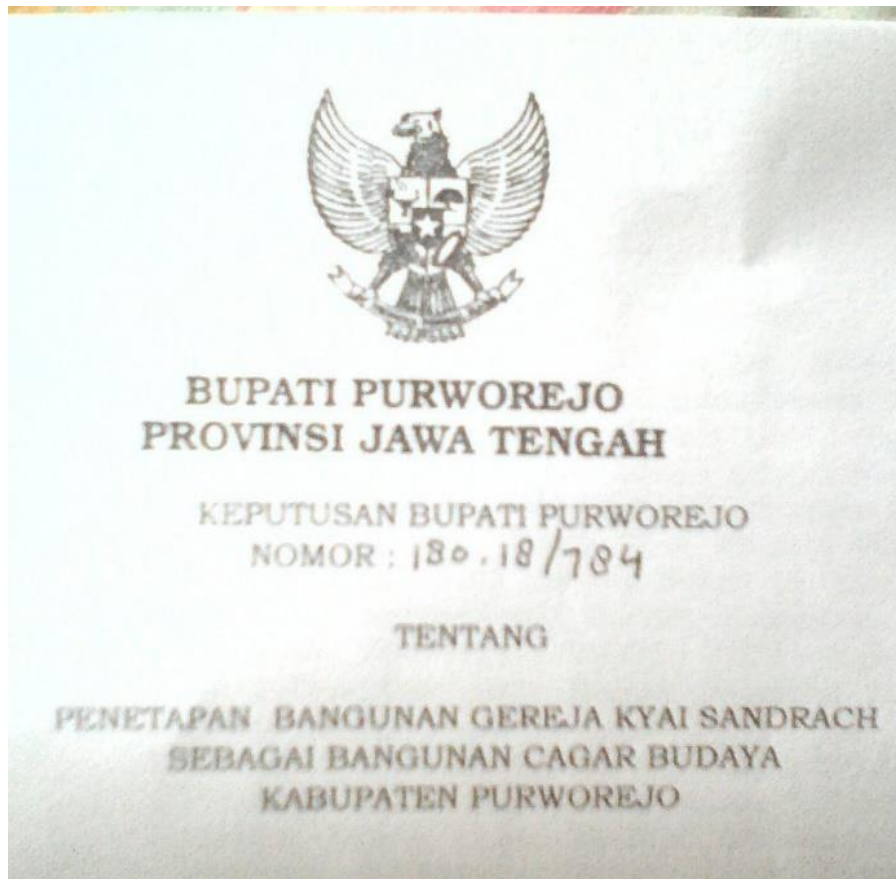 BUPATI PURWOREJO
PROVINSI JAWA TENGAH
KEPUTUSAN BUPATI PURWOREJO
NOMOR : 180.18/784
TENTANG
PENETAPAN BANGUNAN GEREJA KYAI SANDRACH
SEBAGAI BANGUNAN CAGAR BUDAYA
KABUPATEN PURWOREJO